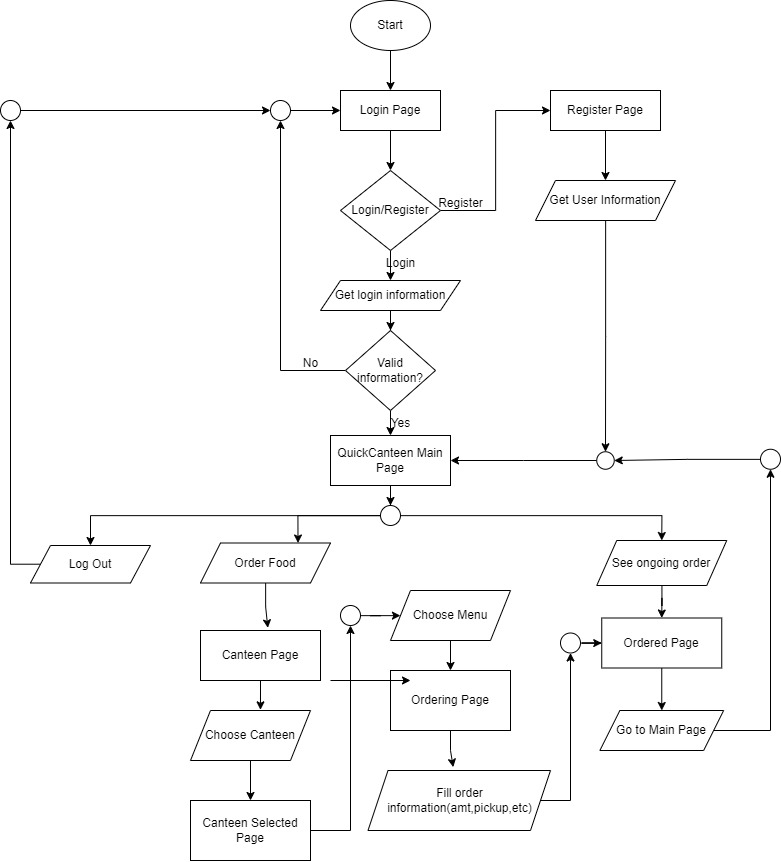 Start
Login Page
Register Page
Login/Register
Register
Get User Information
Login
Get login information
No
Valid
information?
Yes
QuickCanteen Main
Page
Log Out
Order Food
See ongoing order
Choose Menu
Canteen Page
Ordered Page
Ordering Page
Choose Canteen
Go to Main Page
Fill order
information(amt,pickup,etc)
Canteen Selected
Page